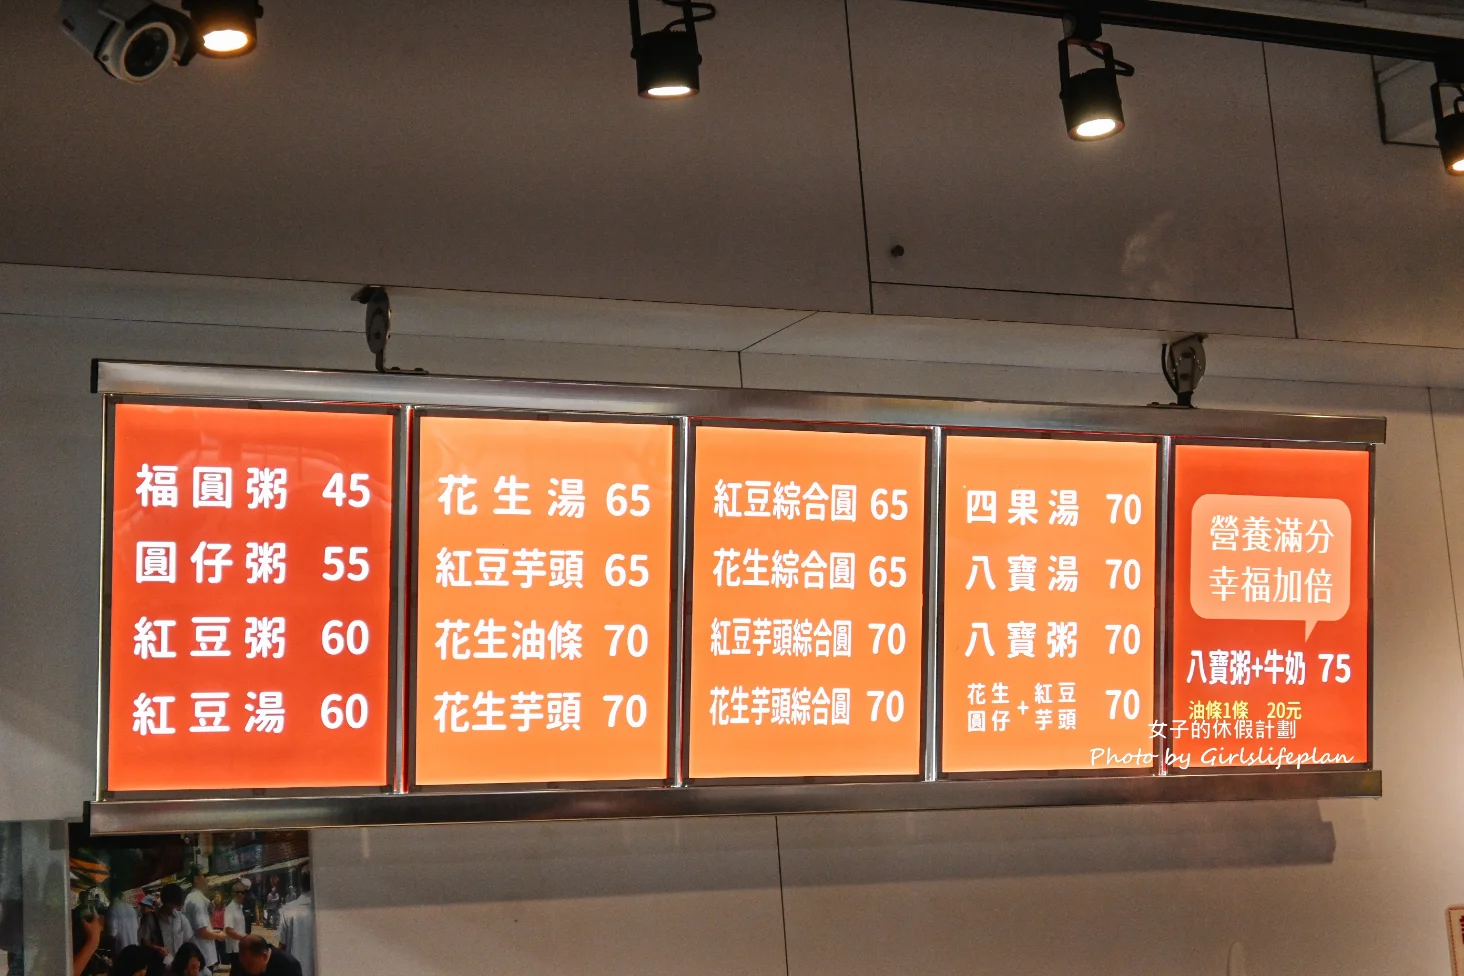 福圓粥 45
圓仔粥 55
紅豆粥 60
紅豆湯 60
花生湯 65
紅豆芋頭 65
花生油條 70
花生芋頭 70
紅豆綜合圓 65
花生綜合圓 65
紅豆芋頭綜合圓 70
花生芋頭綜合圓 70
四果湯 70
八寶湯 70
八寶粥 70
花生圓仔+紅豆芋頭 70
營養滿分
幸福加倍
八寶粥+牛奶 75
油條1條 20元
女子的休假計劃
Photo by Girlslifeplan